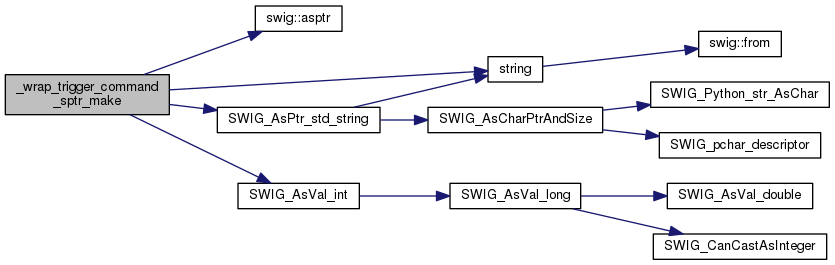 _wrap_trigger_command
_sptr_make
swig::asptr
string
swig::from
SWIG_AsPtr_std_string
SWIG_AsCharPtrAndSize
SWIG_Python_str_AsChar
SWIG_pchar_descriptor
SWIG_AsVal_int
SWIG_AsVal_long
SWIG_AsVal_double
SWIG_CanCastAsInteger